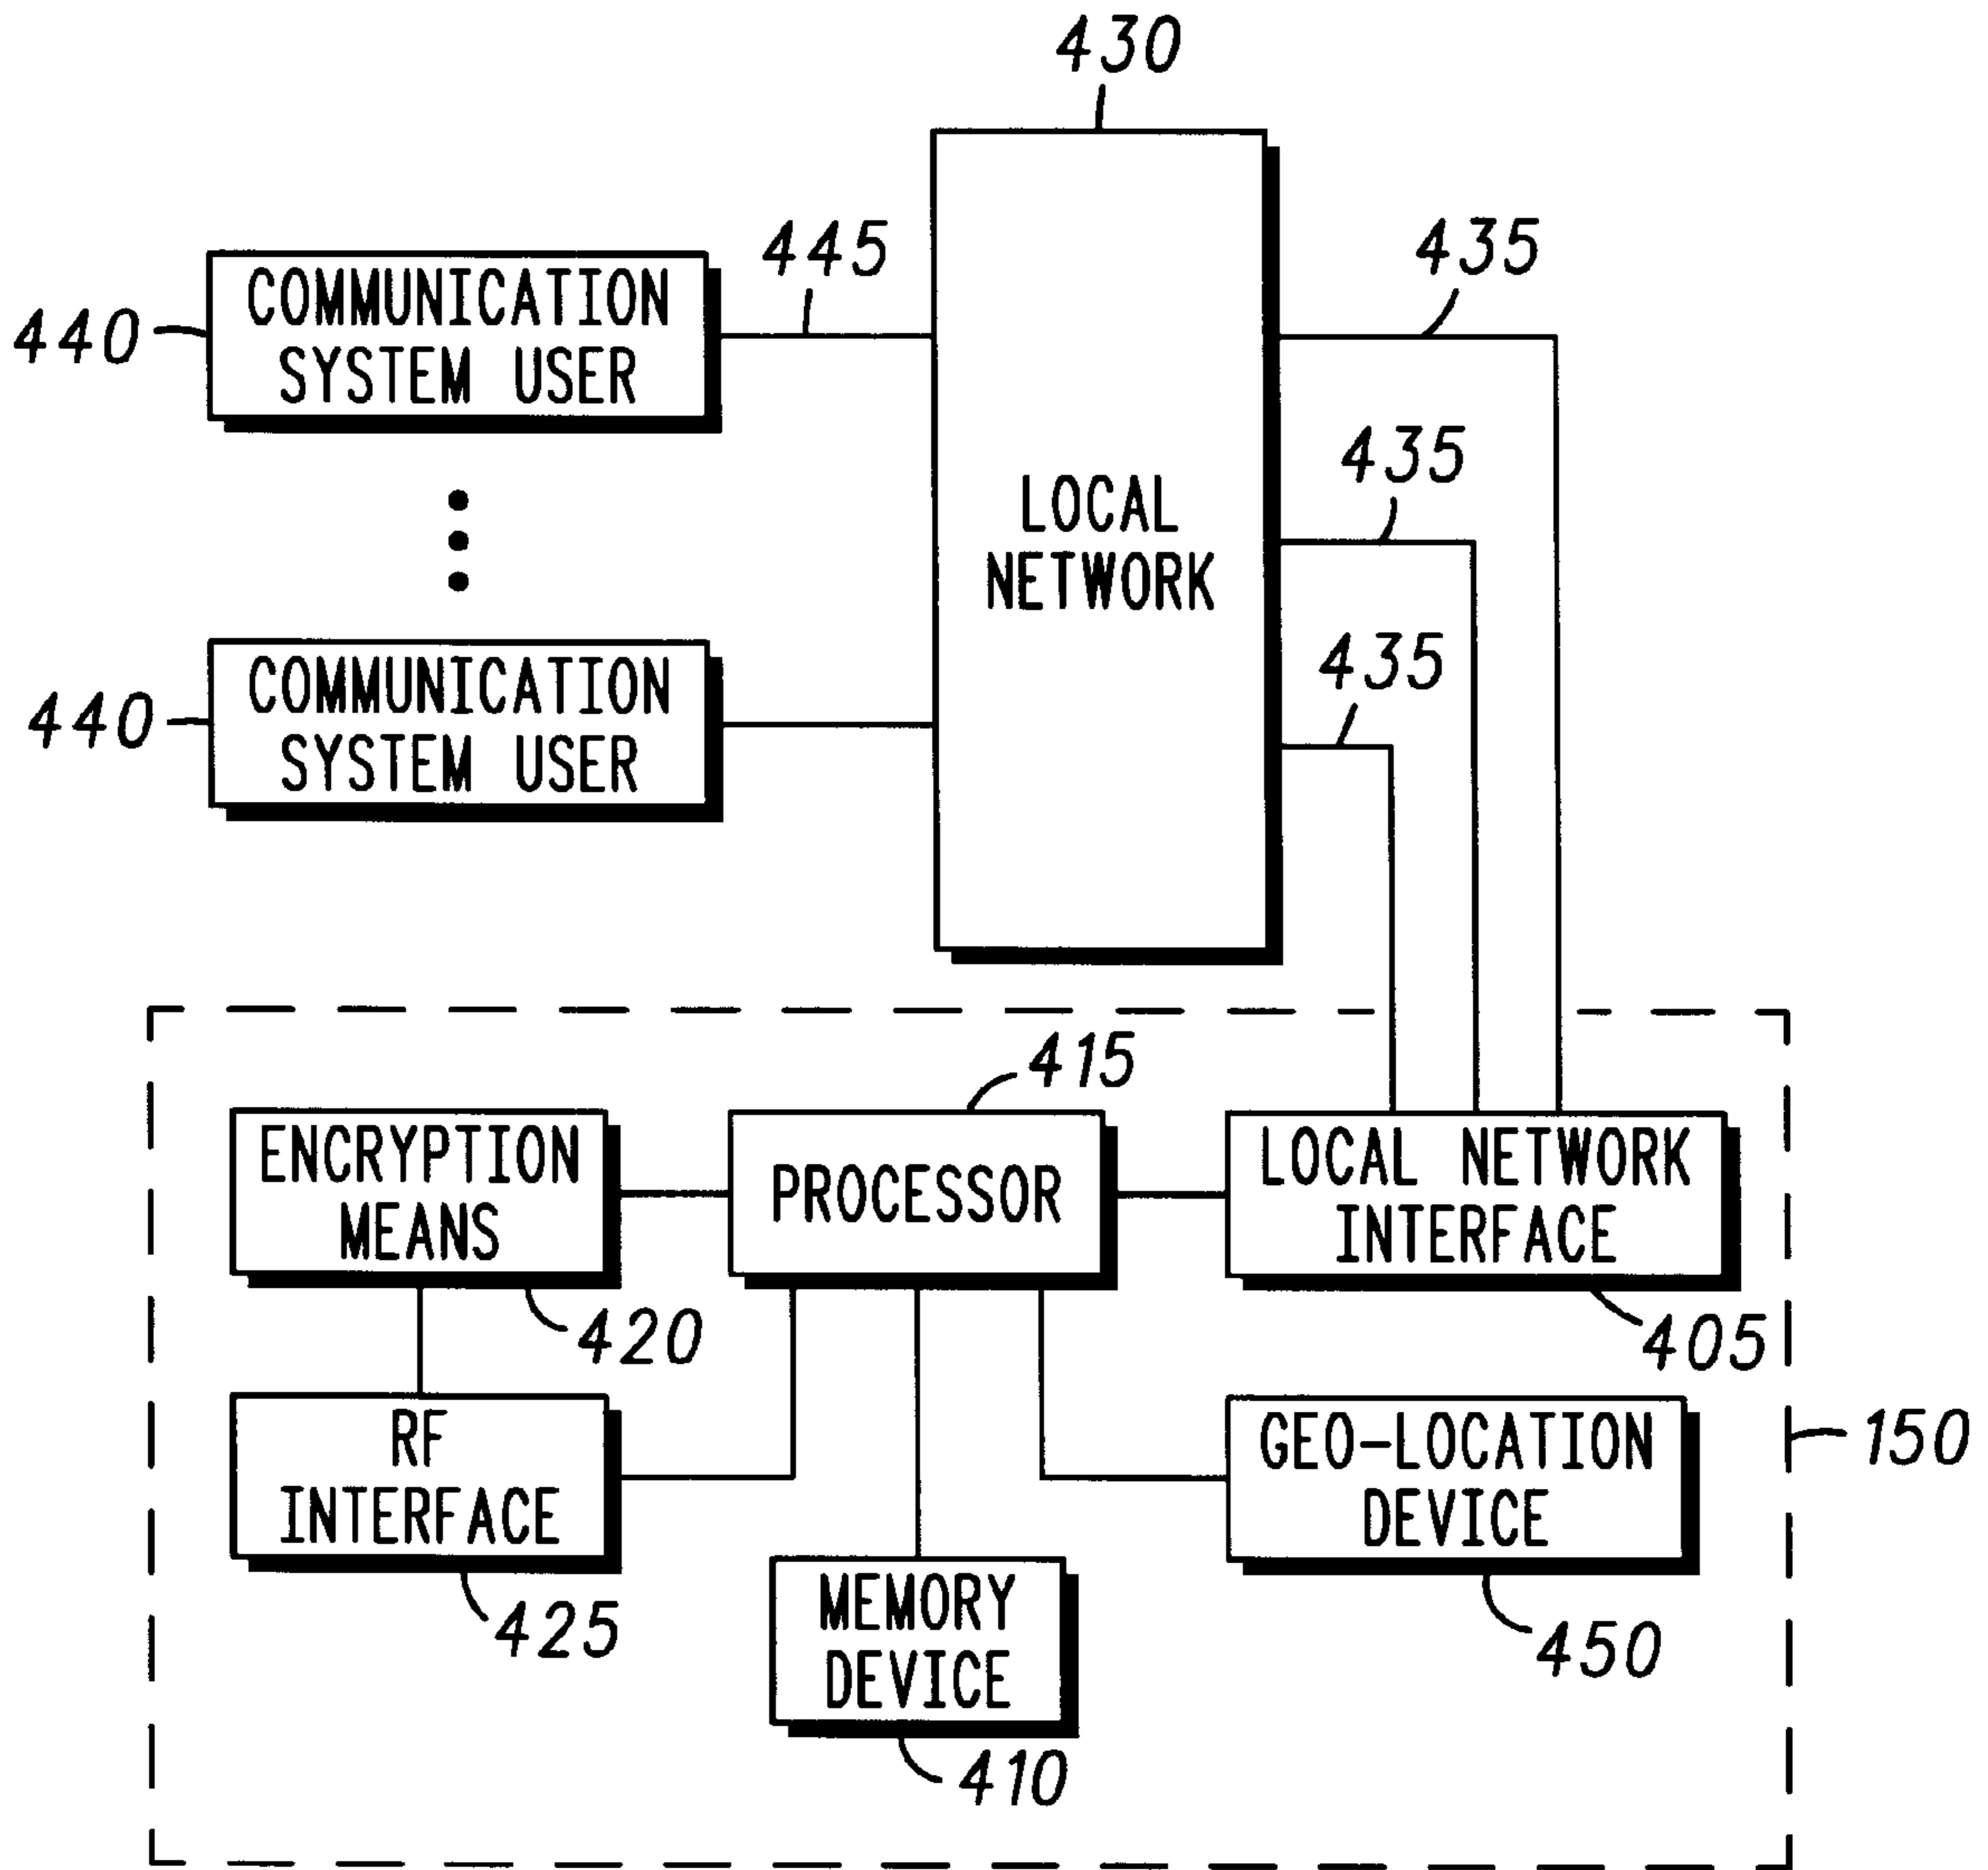 430
445
435
COMMUNICATION
SYSTEM USER
440
435
LOCAL
NETWORK
435
COMMUNICATION
SYSTEM USER
440
415
ENCRYPTION
MEANS
PROCESSOR
LOCAL NETWORK
INTERFACE
420
405
RF
INTERFACE
GEO-LOCATION
DEVICE
150
425
MEMORY
DEVICE
450
410